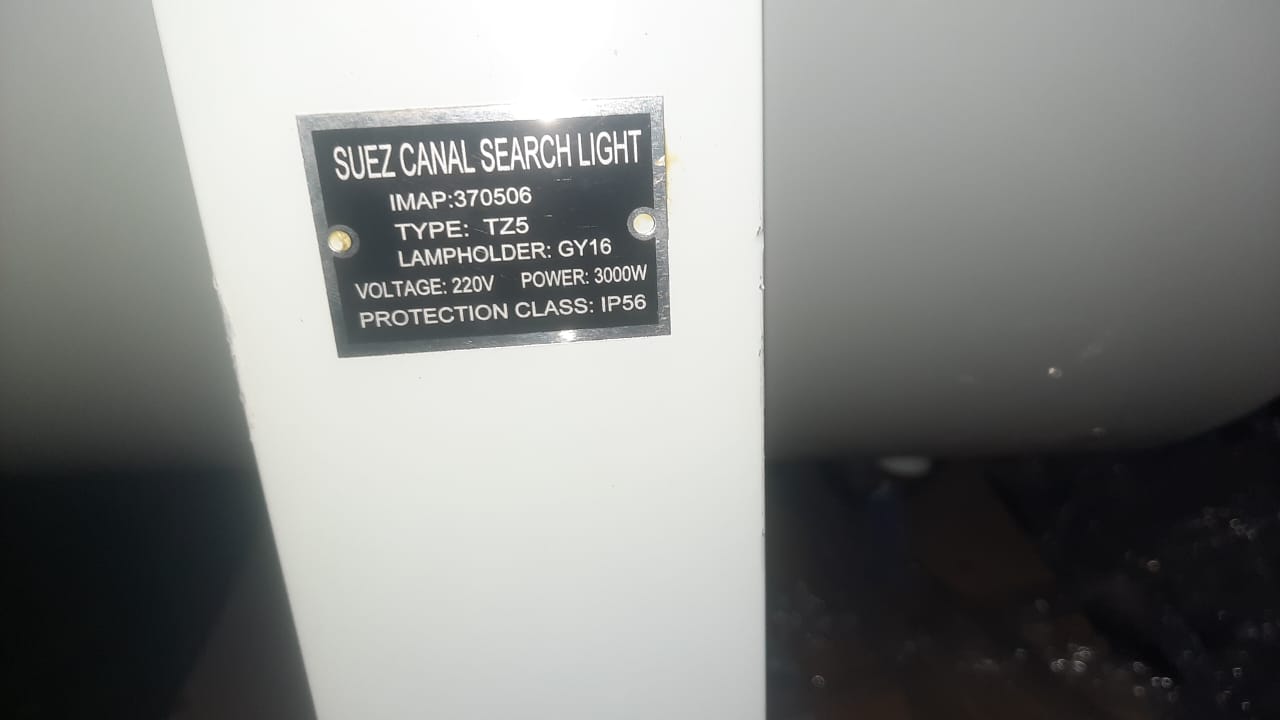 SUEZ CANAL SEARCH LIGHT
IMAP:370506
TYPE: TZ5
LAMPHOLDER: GY16
VOLTAGE: 220V POWER: 3000W
PROTECTION CLASS: IP56